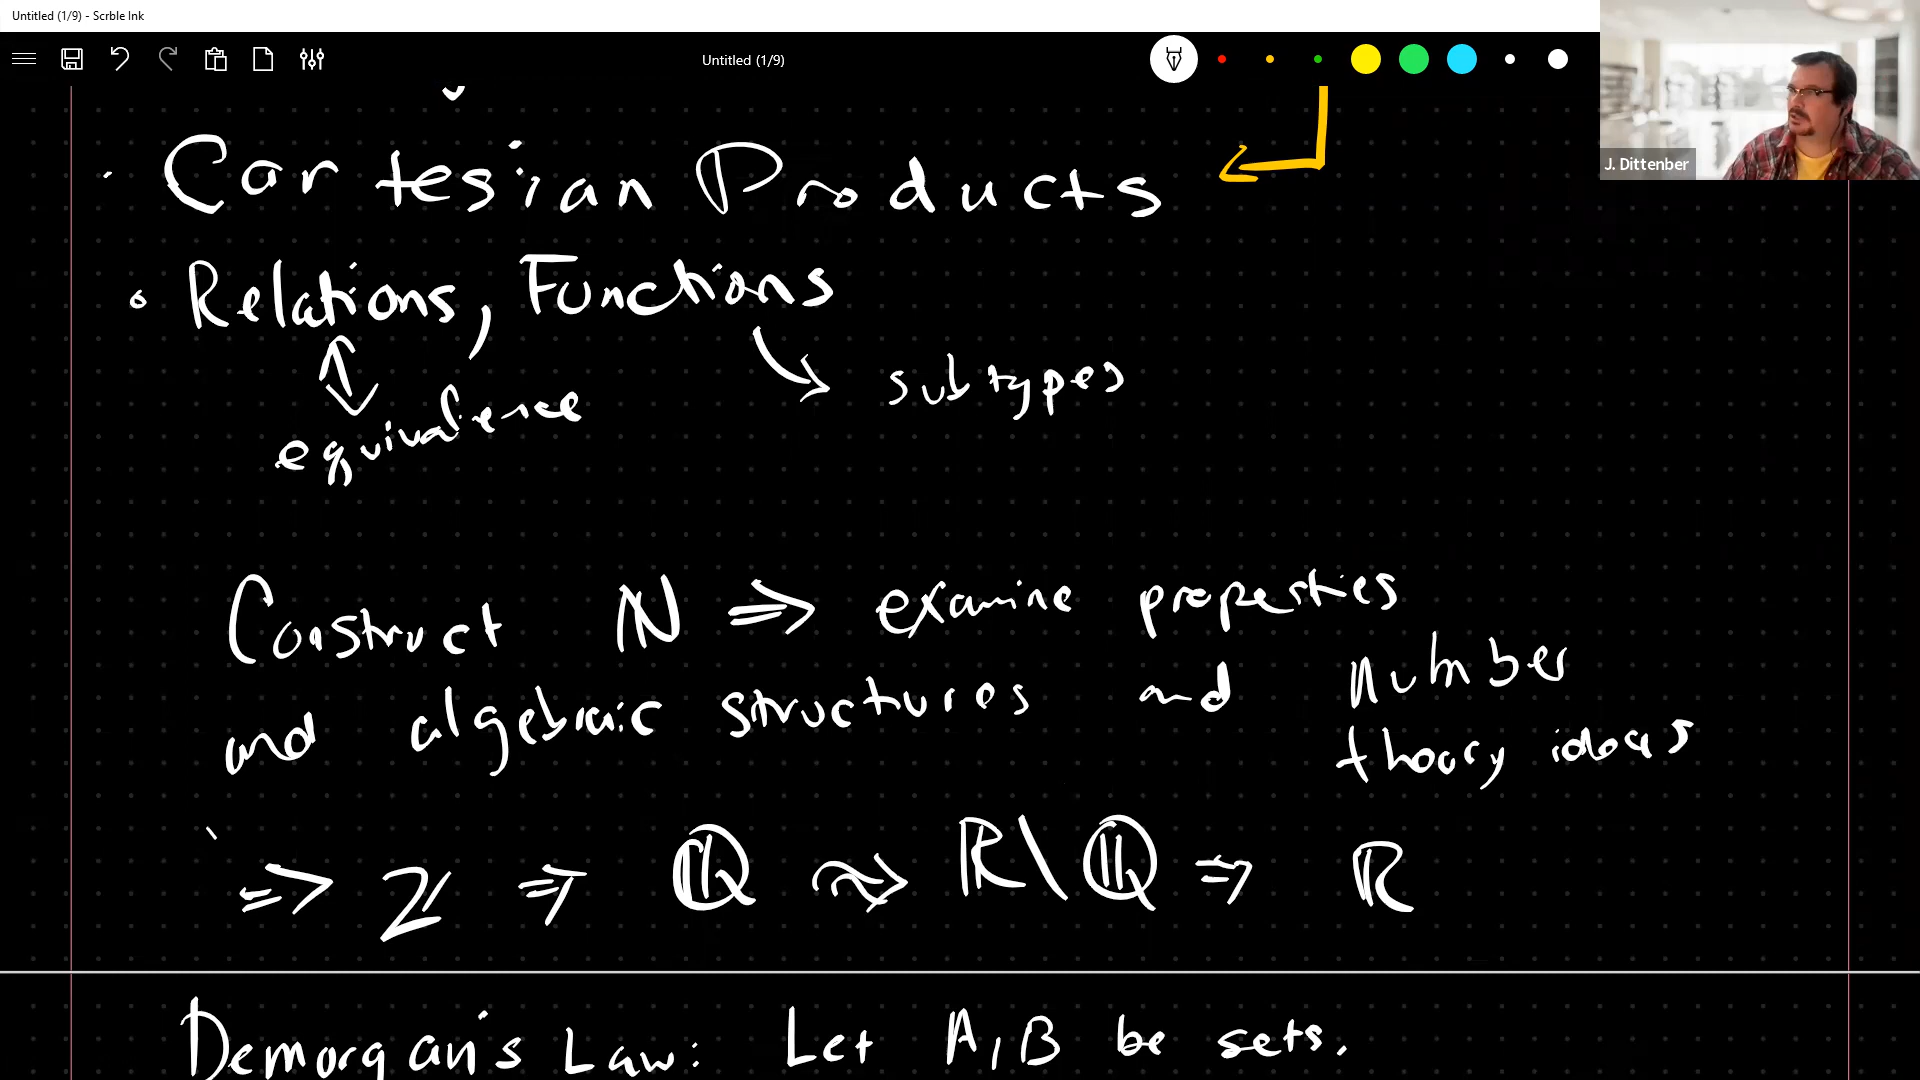 Untitled (1/9) - Scrble Ink
Untitled (1/9)
J. Dittenber
· Cartesian Products
∘ Relations, Functions
subtypes
equivalence
Construct ℕ ⇒ examine properties
and algebraic structures and number
theory ideas
⇒ ℤ ⇒ ℚ ⇝ ℝ\ℚ ⇒ ℝ
Demorgan's Law: Let A,B be sets.